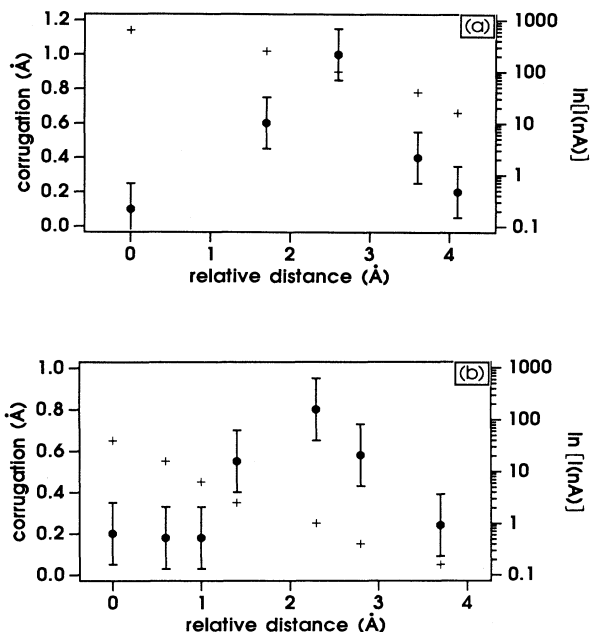 (a)
1.2
1.0
0.8
0.6
0.4
0.2
0.0
corrugation (Å)
1000
100
10
1
0.1
ln[I(nA)]
0 1 2 3 4
relative distance (Å)
(b)
1.0
0.8
0.6
0.4
0.2
0.0
corrugation (Å)
1000
100
10
1
0.1
ln [I(nA)]
0 1 2 3 4
relative distance (Å)